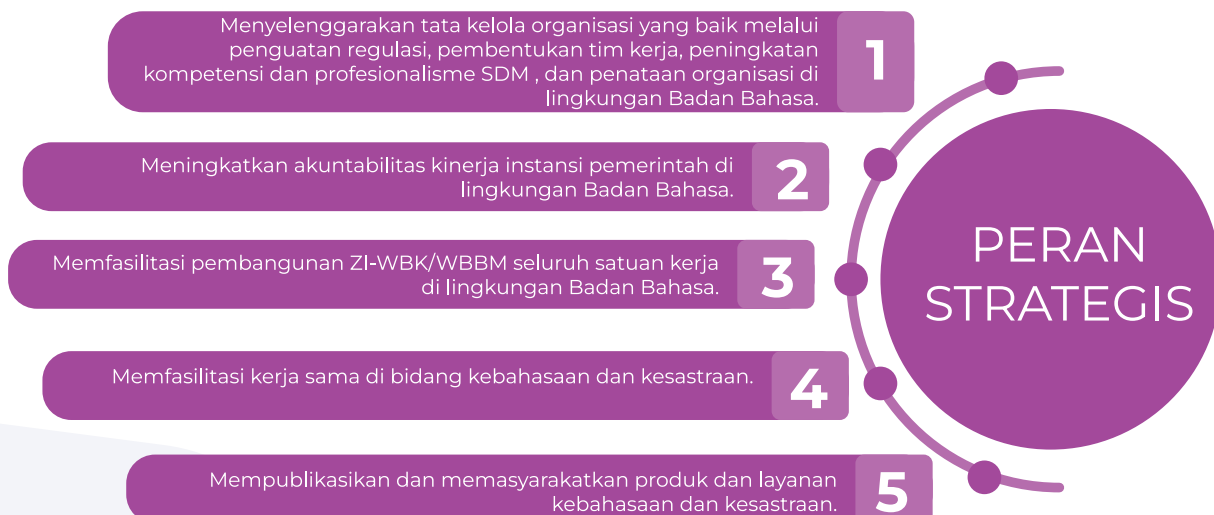 Menyelenggarakan tata kelola organisasi yang baik melalui
penguatan regulasi, pembentukan tim kerja, peningkatan
kompetensi dan profesionalisme SDM , dan penataan organisasi di
lingkungan Badan Bahasa.
1
Meningkatkan akuntabilitas kinerja instansi pemerintah di
lingkungan Badan Bahasa.
2
Memfasilitasi pembangunan ZI-WBK/WBBM seluruh satuan kerja
di lingkungan Badan Bahasa.
3
Memfasilitasi kerja sama di bidang kebahasaan dan kesastraan.
4
Mempublikasikan dan memasyarakatkan produk dan layanan
kebahasaan dan kesastraan.
5
PERAN
STRATEGIS